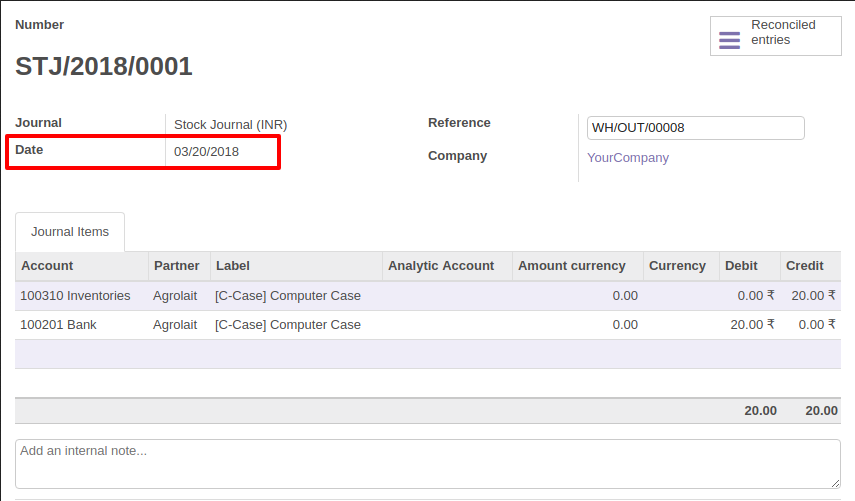 Number
Reconciled
entries
STJ/2018/0001
Journal Stock Journal (INR) Reference WH/OUT/00008
Date 03/20/2018 Company YourCompany
Journal Items
Account Partner Label Analytic Account Amount currency Currency Debit Credit
100310 Inventories Agrolait [C-Case] Computer Case 0.00 0.00 ₹ 20.00 ₹
100201 Bank Agrolait [C-Case] Computer Case 0.00 20.00 ₹ 0.00 ₹
20.00 20.00
Add an internal note...